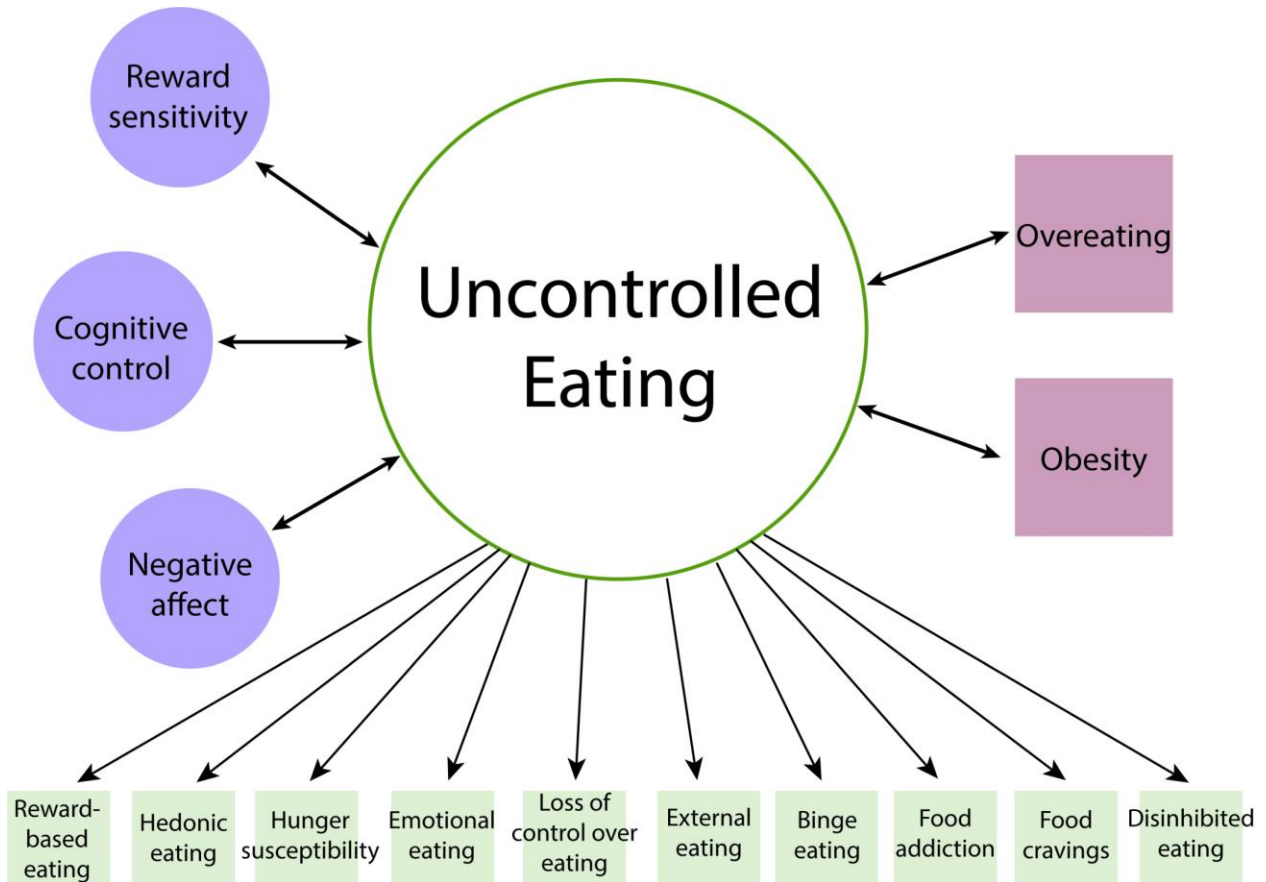 Reward
sensitivity
Cognitive
control
Negative
affect
Uncontrolled
Eating
Overeating
Obesity
Reward-
based
eating
Hedonic
eating
Hunger
susceptibility
Emotional
eating
Loss of
control over
eating
External
eating
Binge
eating
Food
addiction
Food
cravings
Disinhibited
eating